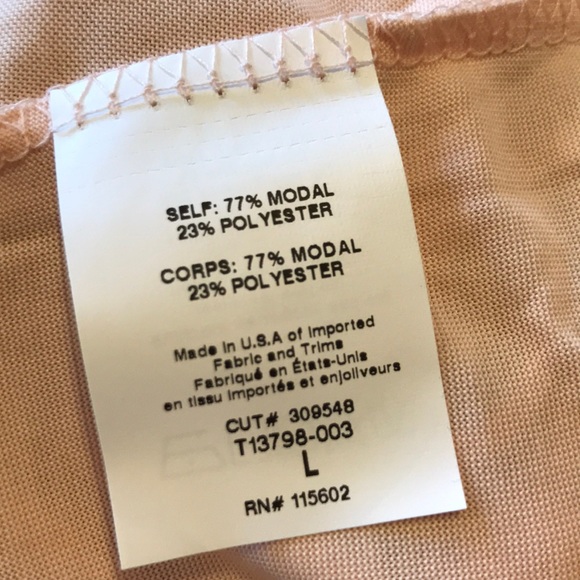 SELF: 77% MODAL
23% POLYESTER
CORPS: 77% MODAL
23% POLYESTER
Made in U.S.A of Imported
Fabric and Trims
Fabriqué en États-Unis
en tissu importés et enjoliveurs
CUT# 309548
T13798-003
L
RN# 115602